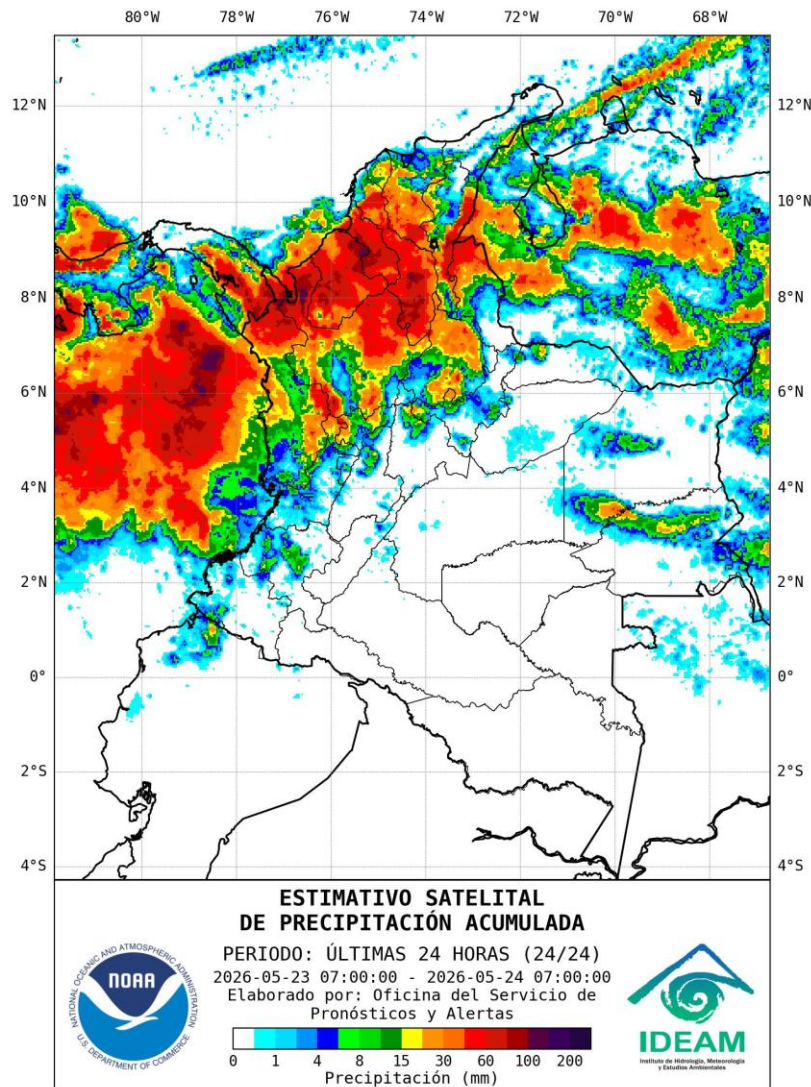 80°W 78°W 76°W 74°W 72°W 70°W 68°W
12°N 12°N
10°N 10°N
8°N 8°N
6°N 6°N
4°N 4°N
2°N 2°N
0° 0°
2°S 2°S
4°S 4°S
ESTIMATIVO SATELITAL
DE PRECIPITACIÓN ACUMULADA
PERIODO: ÚLTIMAS 24 HORAS (24/24)
2026-05-23 07:00:00 - 2026-05-24 07:00:00
Elaborado por: Oficina del Servicio de
Pronósticos y Alertas
0 1 4 8 15 30 60 100 200
Precipitación (mm)
NATIONAL OCEANIC AND ATMOSPHERIC ADMINISTRATION
NOAA
U.S. DEPARTMENT OF COMMERCE
IDEAM
Instituto de Hidrología, Meteorología
y Estudios Ambientales